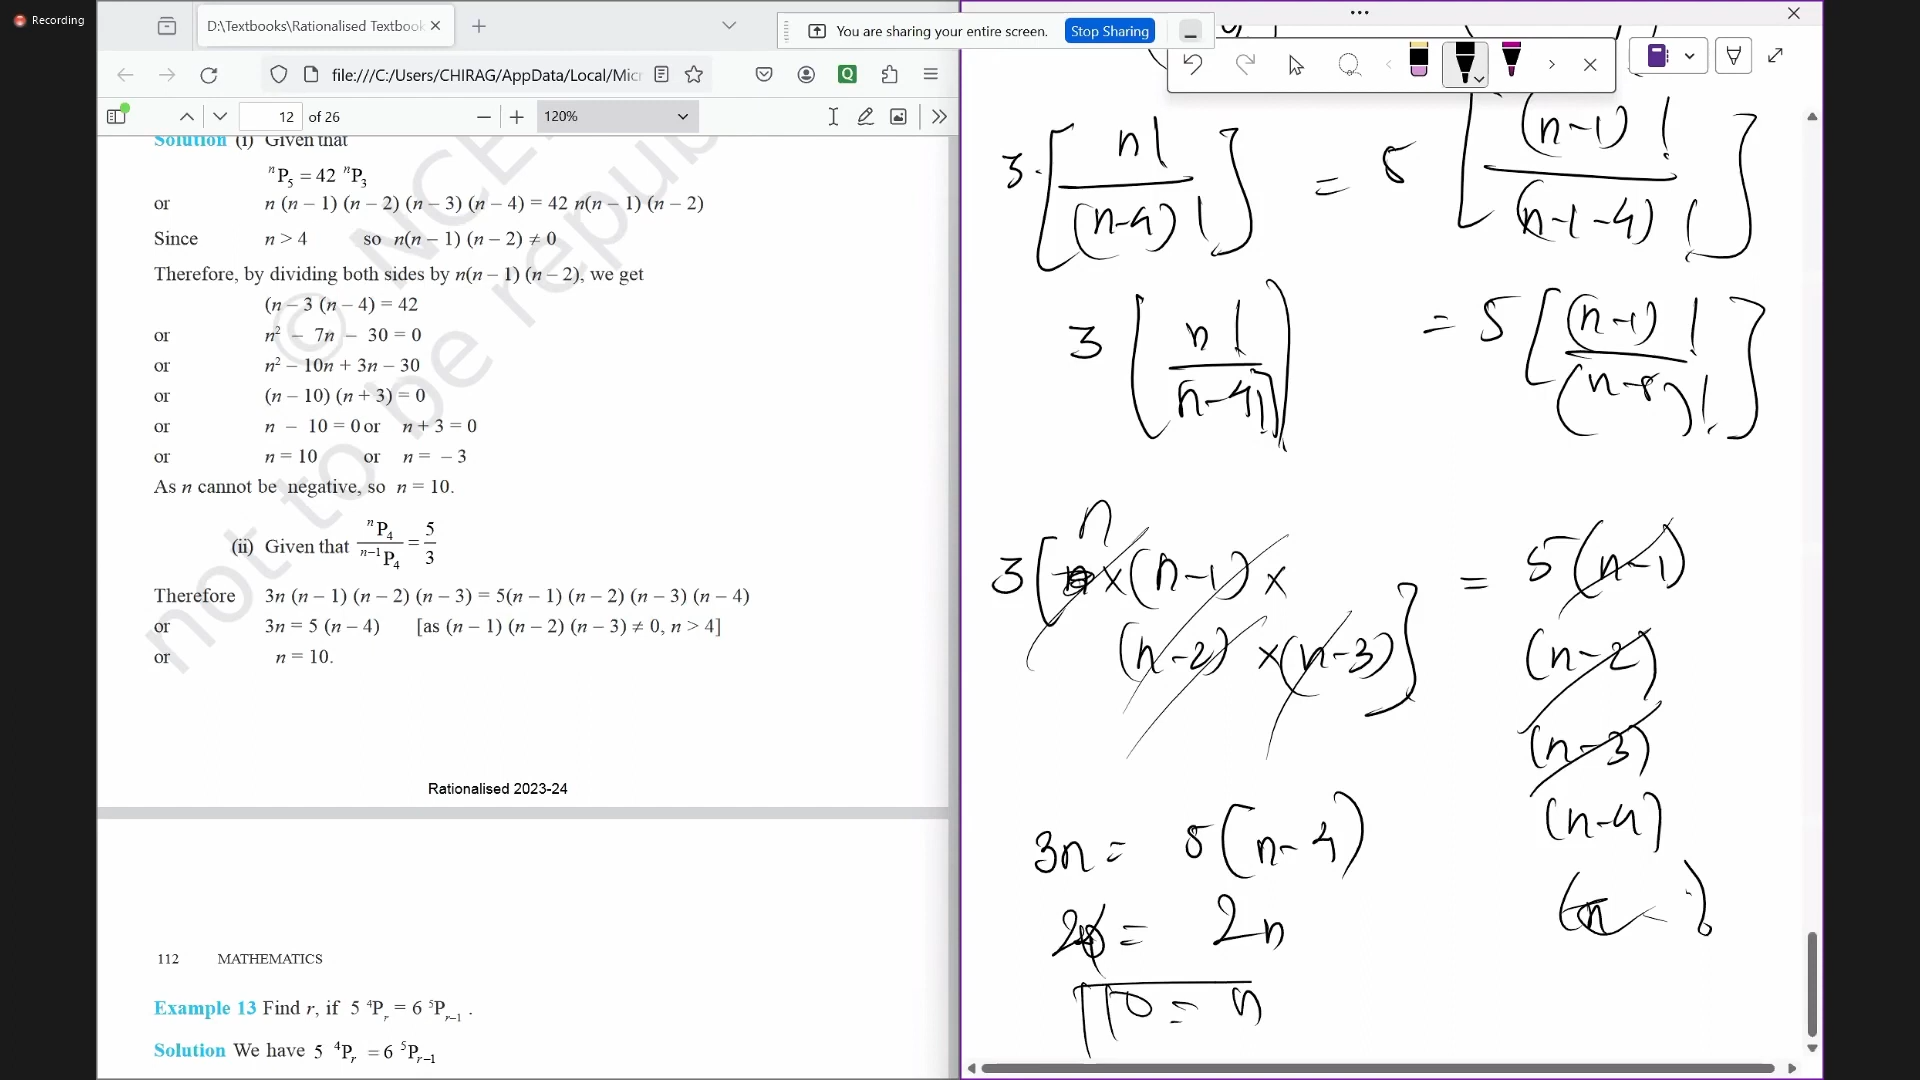 Recording
D:\Textbooks\Rationalised Textbook
You are sharing your entire screen.
Stop Sharing
file:///C:/Users/CHIRAG/AppData/Local/Micr
12 of 26
120%
Solution (i) Given that
ⁿP₅ = 42 ⁿP₃
or n (n – 1) (n – 2) (n – 3) (n – 4) = 42 n(n – 1) (n – 2)
Since n > 4 so n(n – 1) (n – 2) ≠ 0
Therefore, by dividing both sides by n(n – 1) (n – 2), we get
(n – 3 (n – 4) = 42
or n² – 7n – 30 = 0
or n² – 10n + 3n – 30
or (n – 10) (n + 3) = 0
or n – 10 = 0 or n + 3 = 0
or n = 10 or n = – 3
As n cannot be negative, so n = 10.
(ii) Given that ⁿP₄ / ⁿ⁻¹P₄ = 5/3
Therefore 3n (n – 1) (n – 2) (n – 3) = 5(n – 1) (n – 2) (n – 3) (n – 4)
or 3n = 5 (n – 4) [as (n – 1) (n – 2) (n – 3) ≠ 0, n > 4]
or n = 10.
Rationalised 2023-24
112 MATHEMATICS
Example 13 Find r, if 5 ⁴Pᵣ = 6 ⁵Pᵣ₋₁ .
Solution We have 5 ⁴Pᵣ = 6 ⁵Pᵣ₋₁
not to be repub
© NCE
3·[n! / (n-4)!] = 5 [(n-1)! / (n-1-4)!]
3 [n! / (n-4)!] = 5 [(n-1)! / (n-5)!]
n
3[n×(n-1)× = 5(n-1)
(n-2)×(n-3)] (n-2)
(n-3)
(n-4)
3n = 5(n-4)
20 = 2n
10 = n